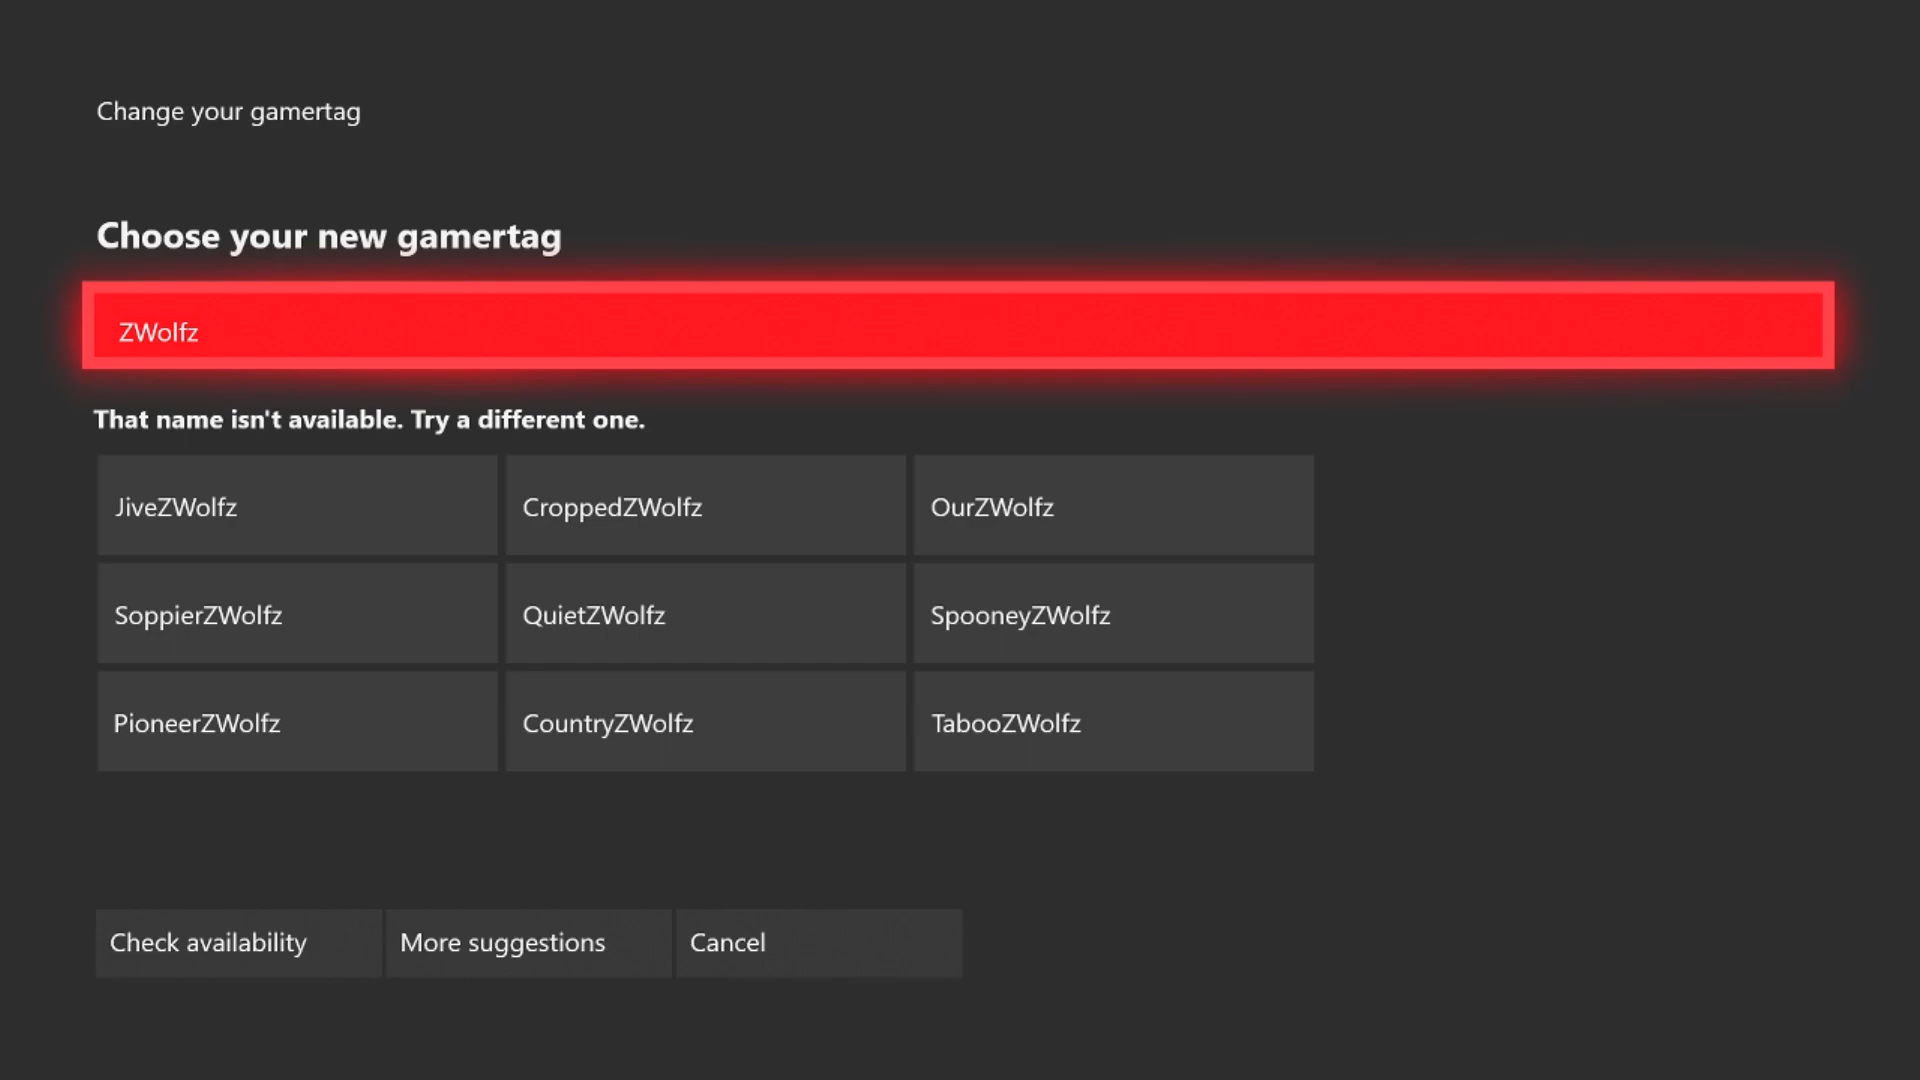 Change your gamertag
Choose your new gamertag
ZWolfz
That name isn't available. Try a different one.
JiveZWolfz
CroppedZWolfz
OurZWolfz
SoppierZWolfz
QuietZWolfz
SpooneyZWolfz
PioneerZWolfz
CountryZWolfz
TabooZWolfz
Check availability
More suggestions
Cancel